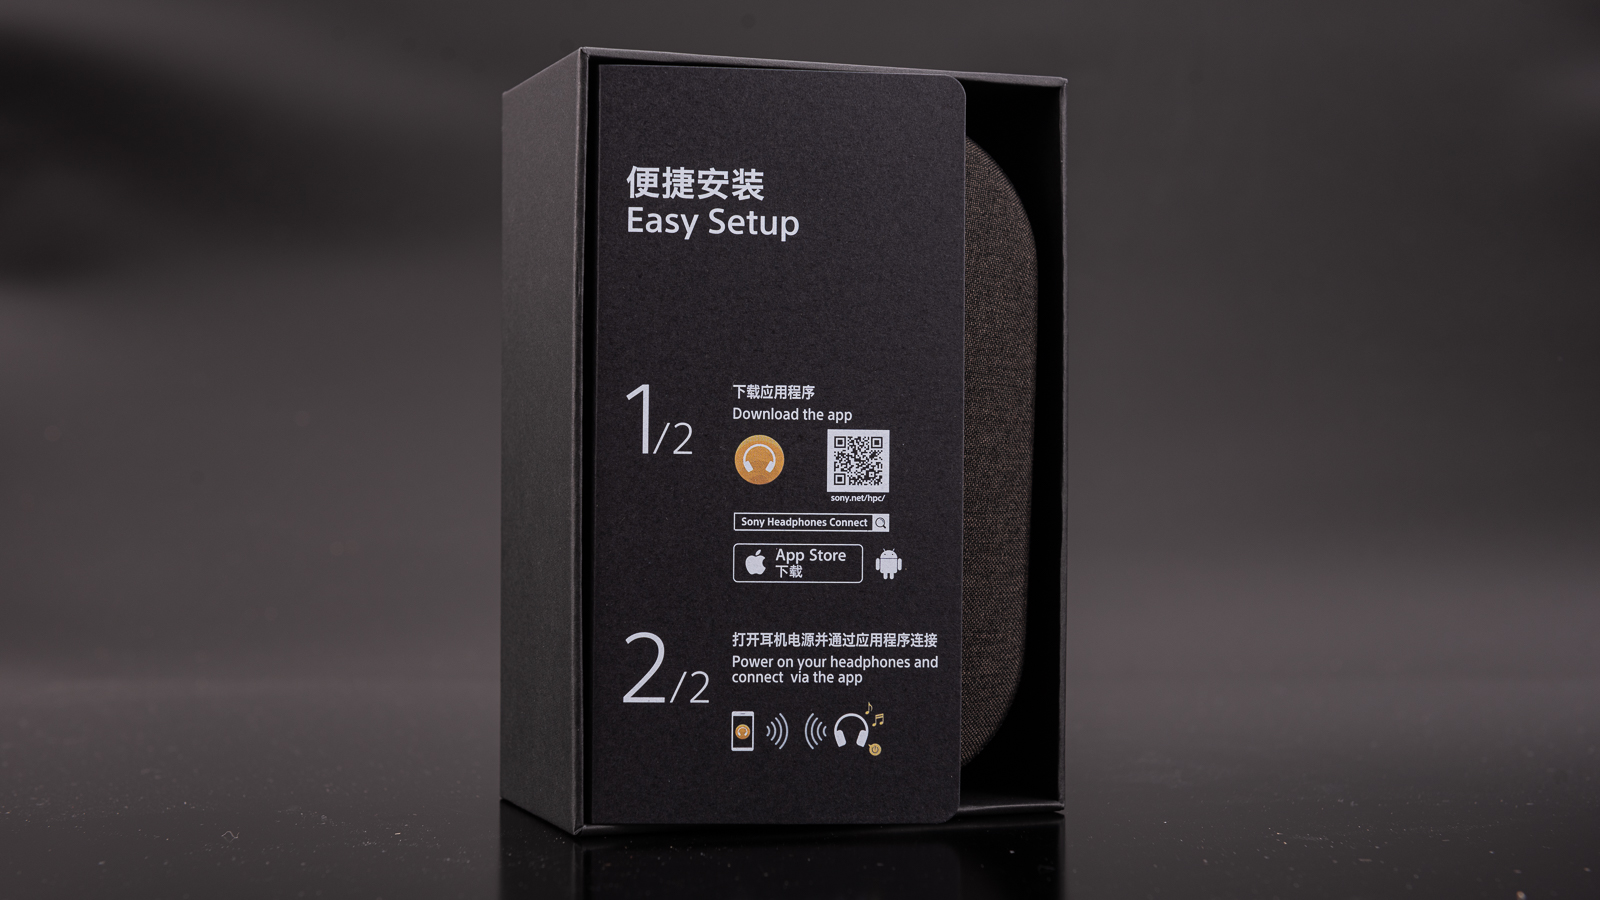 便捷安装
Easy Setup
1/2
下载应用程序
Download the app
sony.net/hpc/
Sony Headphones Connect
App Store
下载
2/2
打开耳机电源并通过应用程序连接
Power on your headphones and
connect via the app